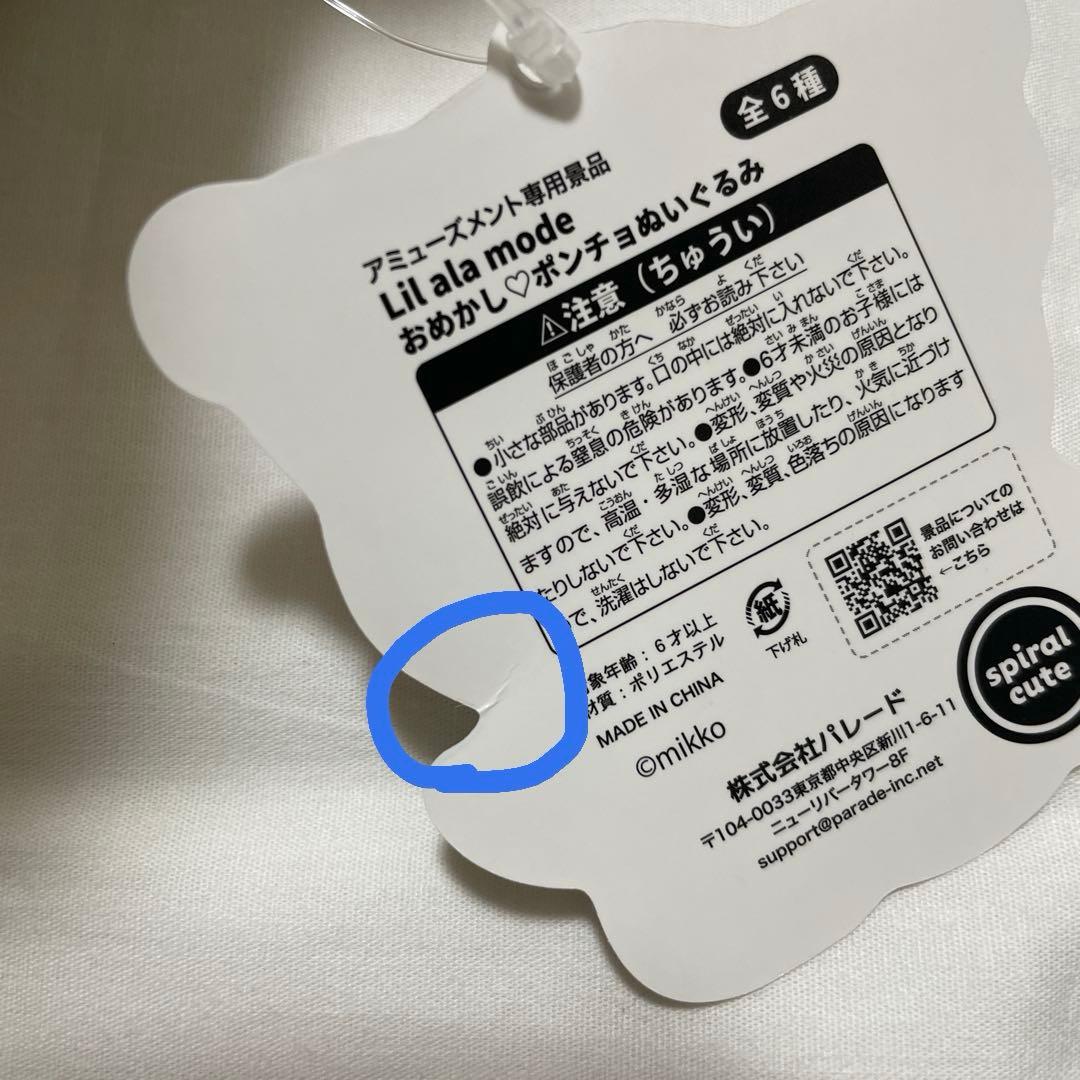 全6種
アミューズメント専用景品
Lil ala mode
おめかし♡ポンチョぬいぐるみ
⚠注意（ちゅうい）
保護者の方へ 必ずお読み下さい
●小さな部品があります。口の中には絶対に入れないで下さい。
誤飲による窒息の危険があります。●6才未満のお子様には
絶対に与えないで下さい。●変形、変質や火災の原因となり
ますので、高温・多湿な場所に放置したり、火気に近づけ
たりしないで下さい。●変形、変質、色落ちの原因になります
で、洗濯はしないで下さい。
象年齢：6才以上
材質：ポリエステル
MADE IN CHINA
©mikko
紙
下げ札
景品についての
お問い合わせは
←こちら
spiral
cute
株式会社パレード
〒104-0033東京都中央区新川1-6-11
ニューリバータワー8F
support@parade-inc.net